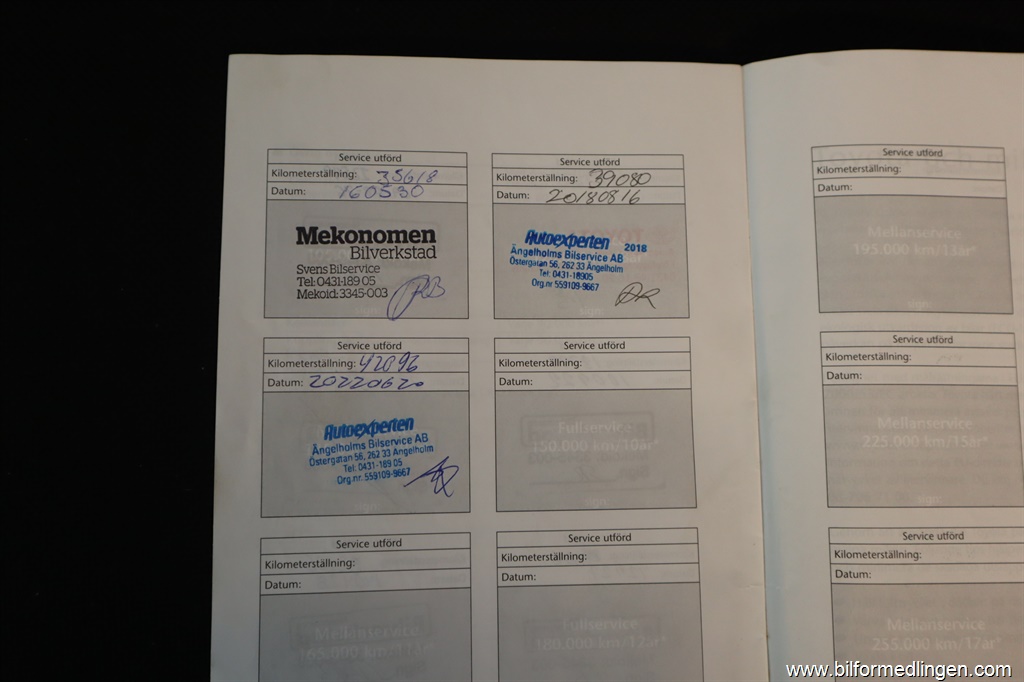 Service utförd
Kilometerställning: 35618
Datum: 160530
Mekonomen
Bilverkstad
Svens Bilservice
Tel: 0431-189 05
Mekoid: 3345-003
Service utförd
Kilometerställning: 39080
Datum: 20180816
Autoexperten 2018
Ängelholms Bilservice AB
Östergatan 56, 262 33 Ängelholm
Tel: 0431-18905
Org.nr 559109-9667
Service utförd
Kilometerställning: 42096
Datum: 20220620
Autoexperten
Ängelholms Bilservice AB
Östergatan 56, 262 33 Ängelholm
Tel. 0431-189 05
Org.nr. 559109-9667
sign:
Service utförd
Kilometerställning:
Datum:
Fullservice
150.000 km/10år*
Service utförd
Kilometerställning:
Datum:
Mellanservice
Service utförd
Kilometerställning:
Datum:
Fullservice
180.000 km/12år*
Service utförd
Kilometerställning:
Datum:
Mellanservice
195.000 km/13år*
sign:
Service utförd
Kilometerställning:
Datum:
Mellanservice
225.000 km/15år*
sign:
Service utförd
Kilometerställning:
Datum:
Mellanservice
255.000 km/17år*
www.bilformedlingen.com